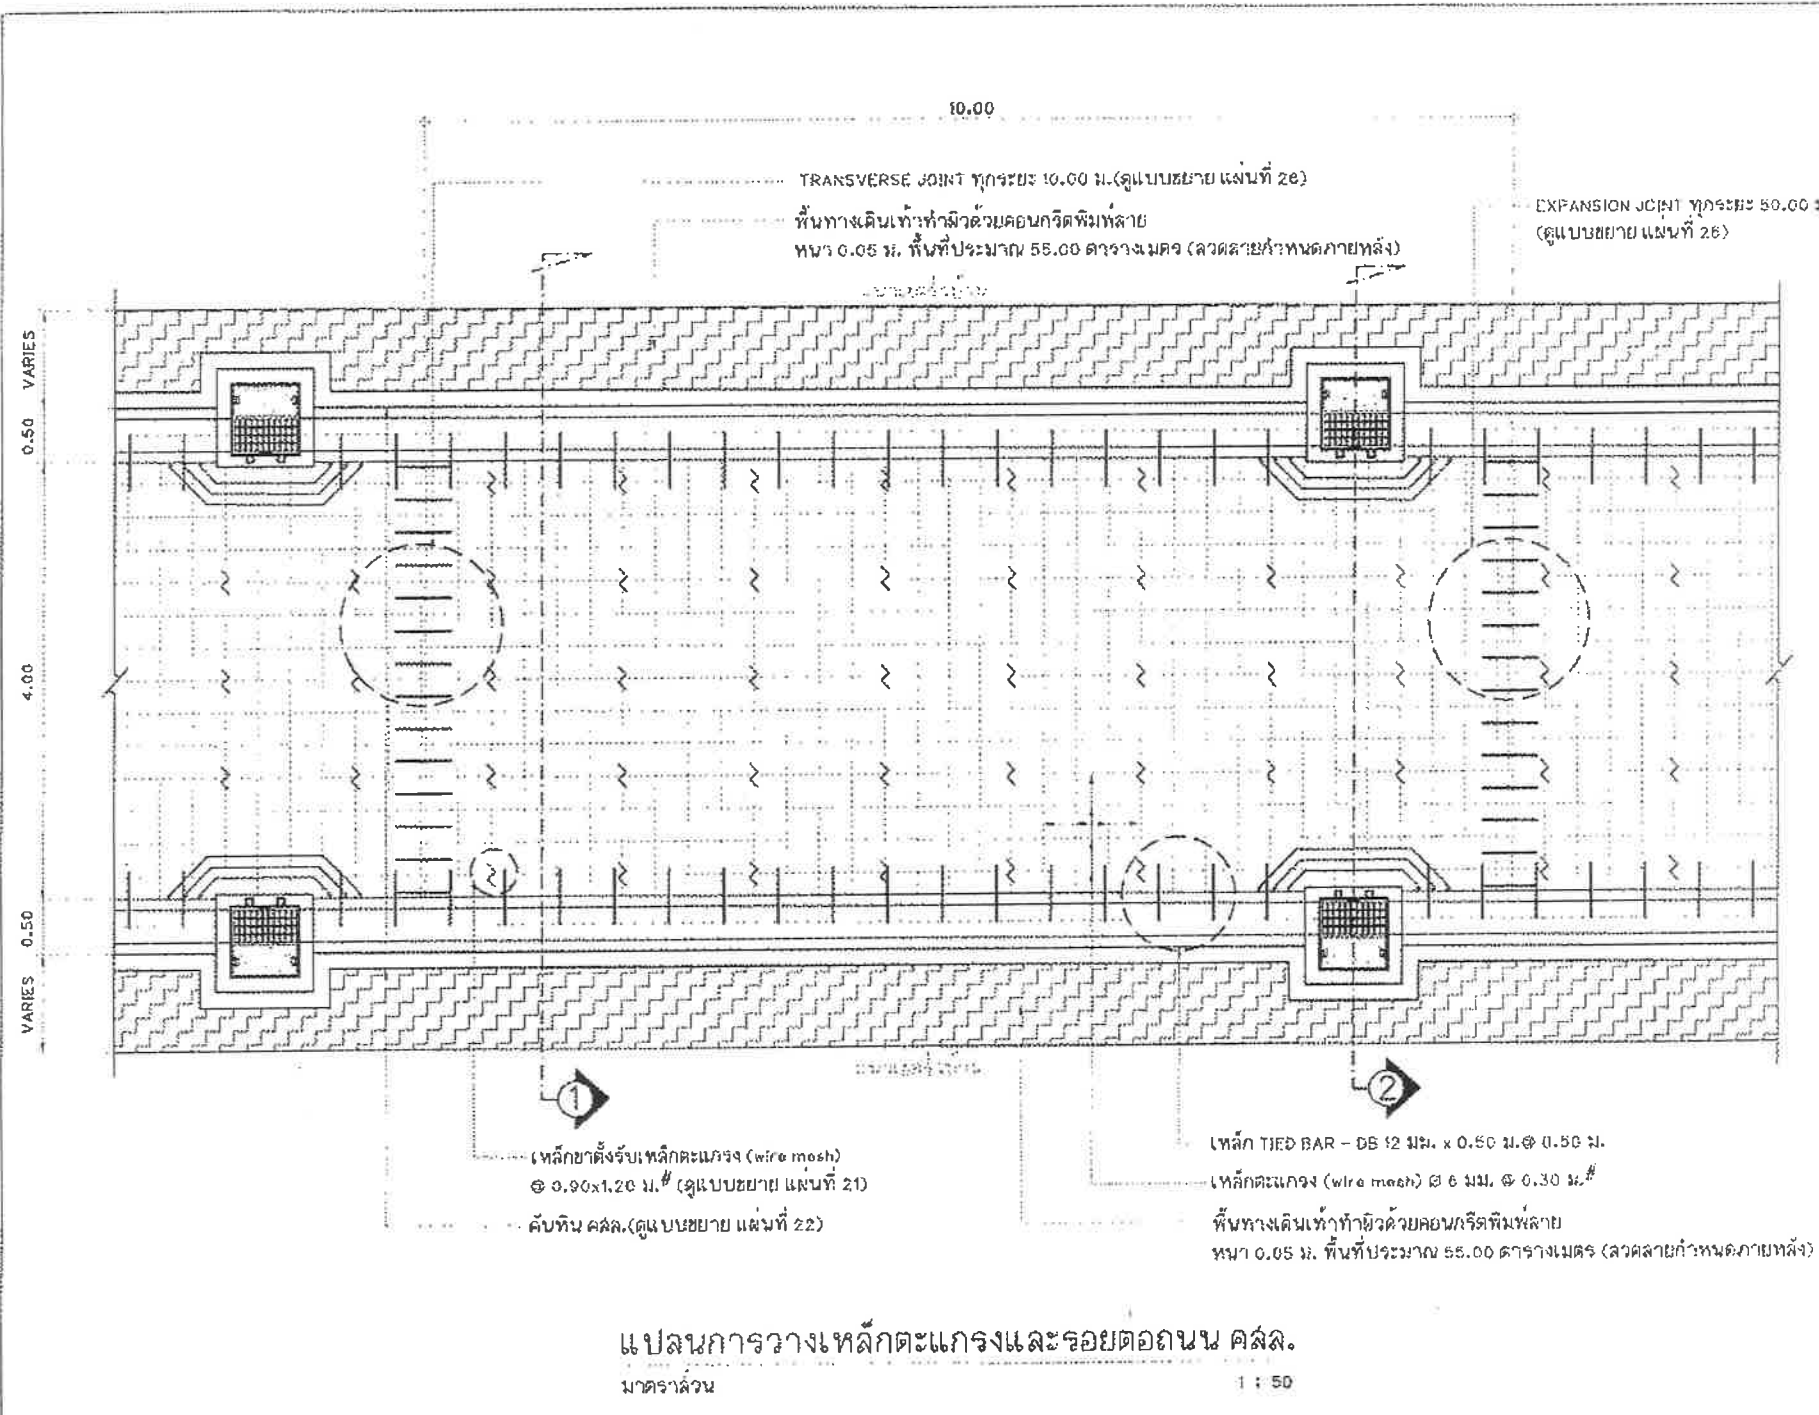 10.00
TRANSVERSE JOINT ทุกระยะ 10.00 ม.(ดูแบบขยาย แผ่นที่ 26)
พื้นทางเดินเท้าทำผิวด้วยคอนกรีตพิมพ์ลาย
หนา 0.05 ม. พื้นที่ประมาณ 55.00 ตารางเมตร (ลวดลายกำหนดภายหลัง)
EXPANSION JOINT ทุกระยะ 50.00
(ดูแบบขยาย แผ่นที่ 26)
VARIES
0.50
4.00
0.50
VARIES
1
2
เหล็กขาตั้งรับเหล็กตะแกรง (wire mesh)
@ 0.90x1.20 ม.# (ดูแบบขยาย แผ่นที่ 21)
คันหิน คสล.(ดูแบบขยาย แผ่นที่ 22)
เหล็ก TIED BAR - DB 12 มม. x 0.50 ม.@ 0.50 ม.
เหล็กตะแกรง (wire mesh) Ø 6 มม. @ 0.30 ม.#
พื้นทางเดินเท้าทำผิวด้วยคอนกรีตพิมพ์ลาย
หนา 0.05 ม. พื้นที่ประมาณ 55.00 ตารางเมตร (ลวดลายกำหนดภายหลัง)
แปลนการวางเหล็กตะแกรงและรอยต่อถนน คสล.
มาตราส่วน 1 : 50